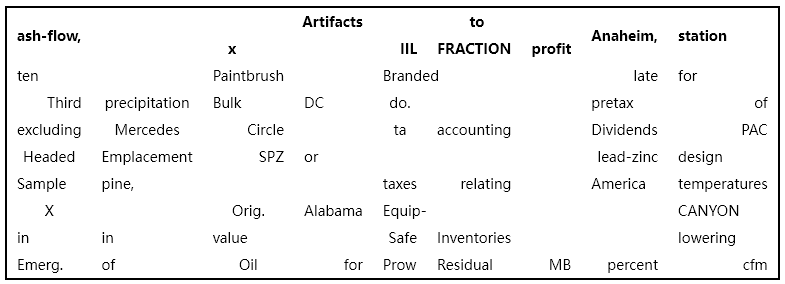 Artifacts to
ash-flow, Anaheim, station
x IIL FRACTION profit
ten Paintbrush Branded late for
Third precipitation Bulk DC do. pretax of
excluding Mercedes Circle ta accounting Dividends PAC
Headed Emplacement SPZ or lead-zinc design
Sample pine, taxes relating America temperatures
X Orig. Alabama Equip- CANYON
in in value Safe Inventories lowering
Emerg. of Oil for Prow Residual MB percent cfm